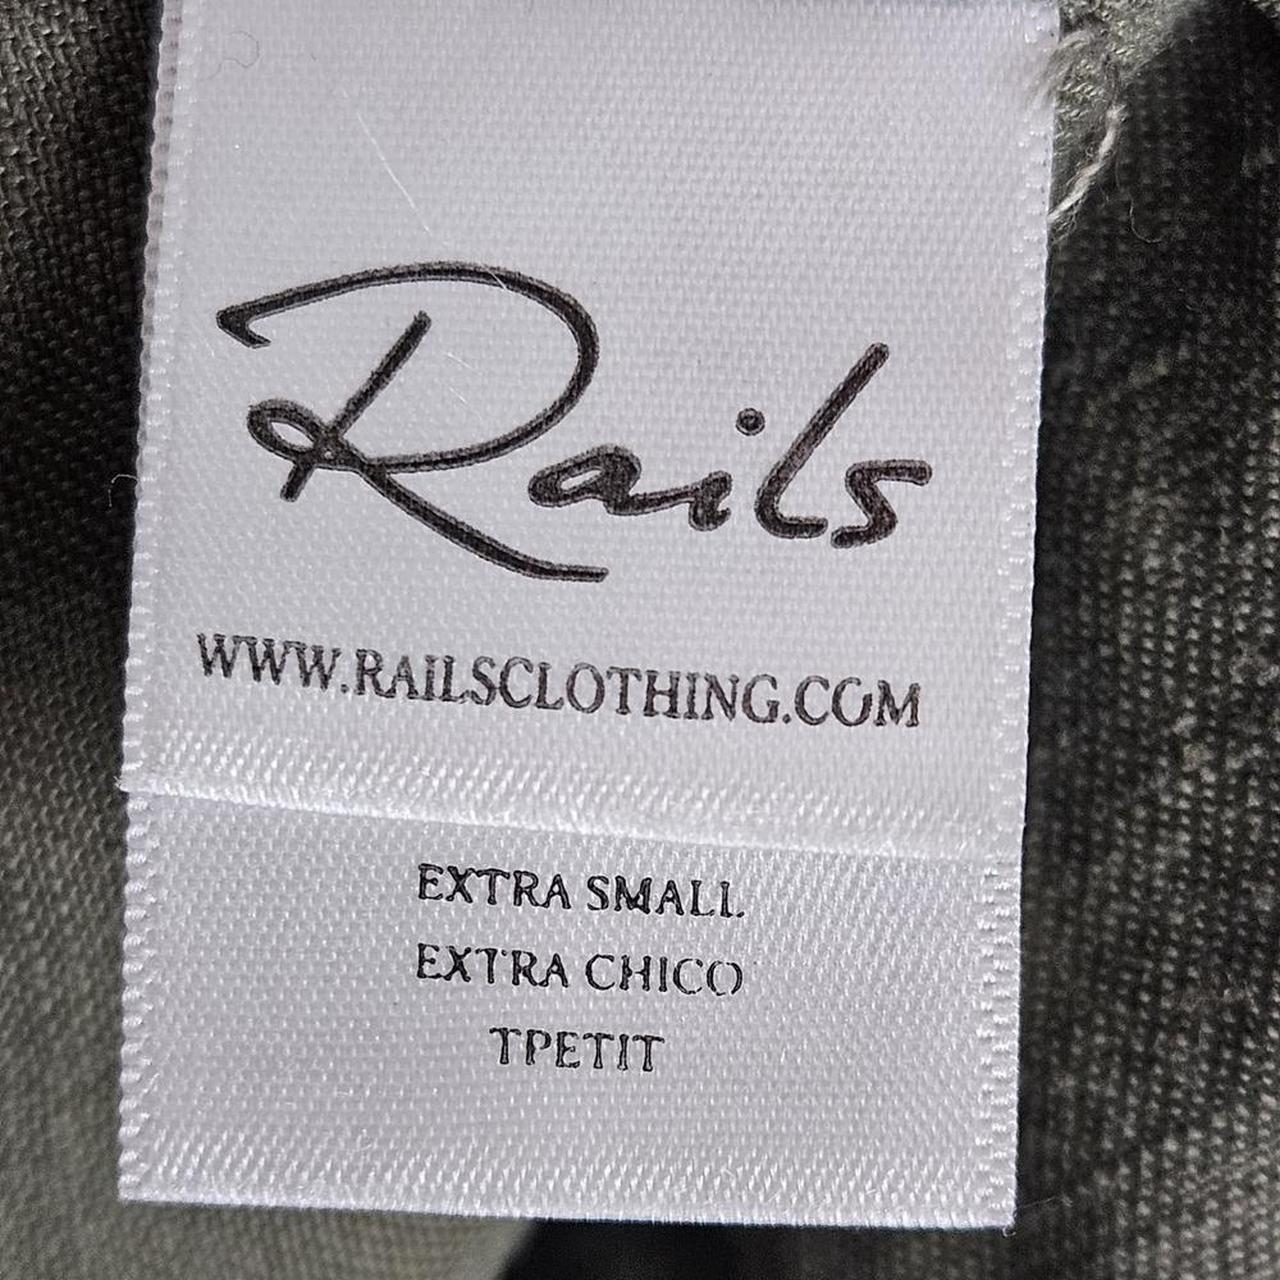 Rails
WWW.RAILSCLOTHING.COM
EXTRA SMALL
EXTRA CHICO
TPETIT